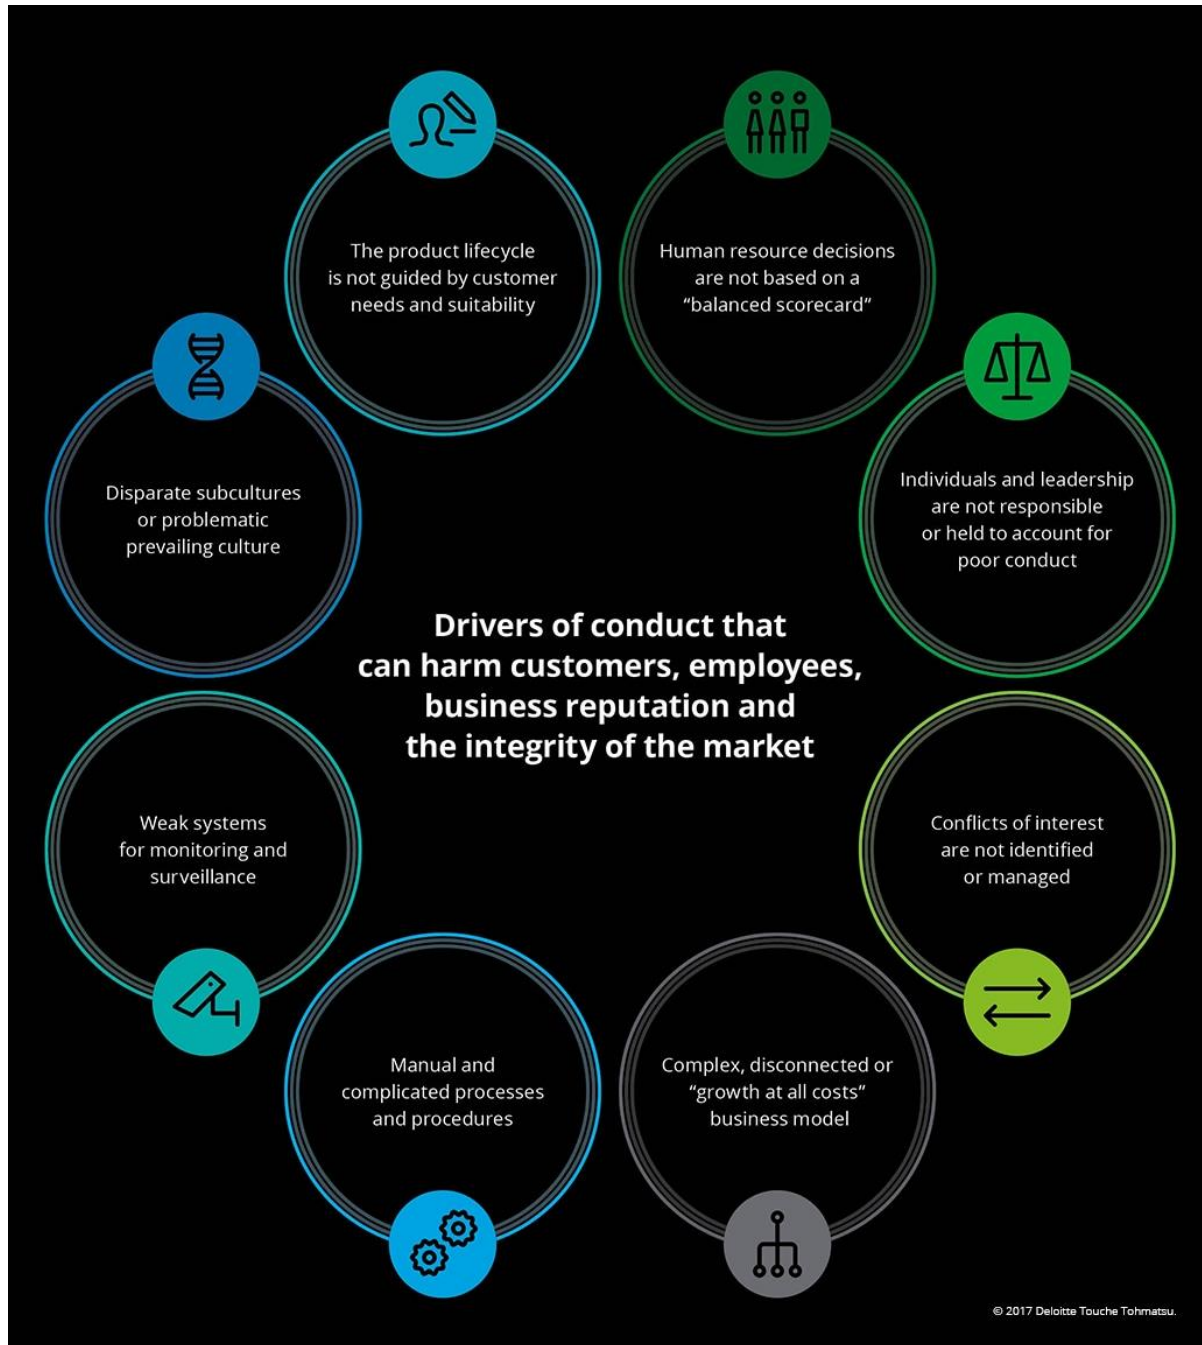 The product lifecycle
is not guided by customer
needs and suitability
Human resource decisions
are not based on a
“balanced scorecard”
Disparate subcultures
or problematic
prevailing culture
Individuals and leadership
are not responsible
or held to account for
poor conduct
Drivers of conduct that
can harm customers, employees,
business reputation and
the integrity of the market
Weak systems
for monitoring and
surveillance
Conflicts of interest
are not identified
or managed
Manual and
complicated processes
and procedures
Complex, disconnected or
“growth at all costs”
business model
© 2017 Deloitte Touche Tohmatsu.